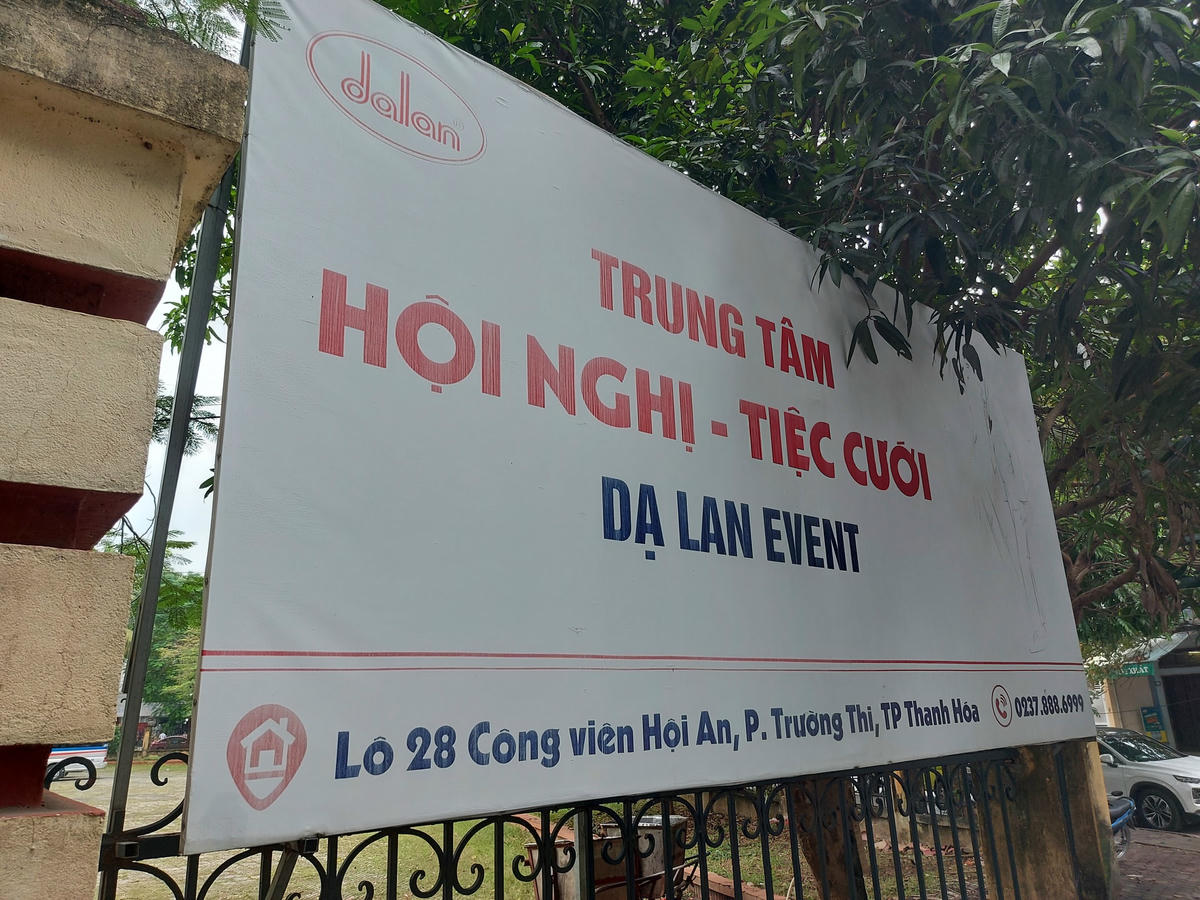 dalan
TRUNG TÂM
HỘI NGHỊ - TIỆC CƯỚI
DẠ LAN EVENT
Lô 28 Công viên Hội An, P. Trường Thi, TP Thanh Hóa 0237.888.6999